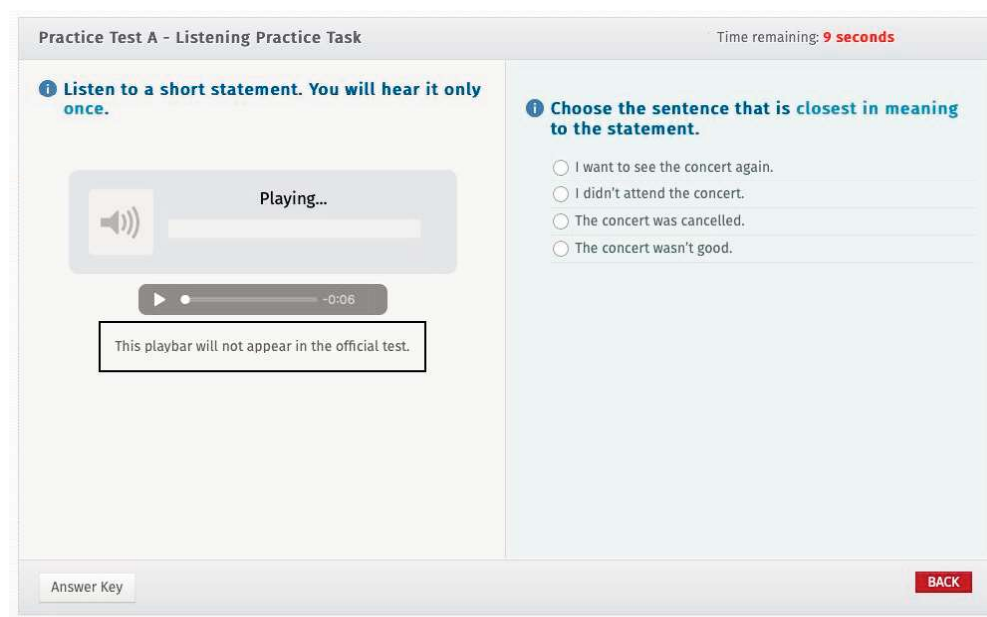 Practice Test A - Listening Practice Task
Time remaining: 9 seconds
Listen to a short statement. You will hear it only
once.
Playing...
-0:06
This playbar will not appear in the official test.
Choose the sentence that is closest in meaning
to the statement.
I want to see the concert again.
I didn't attend the concert.
The concert was cancelled.
The concert wasn't good.
Answer Key
BACK